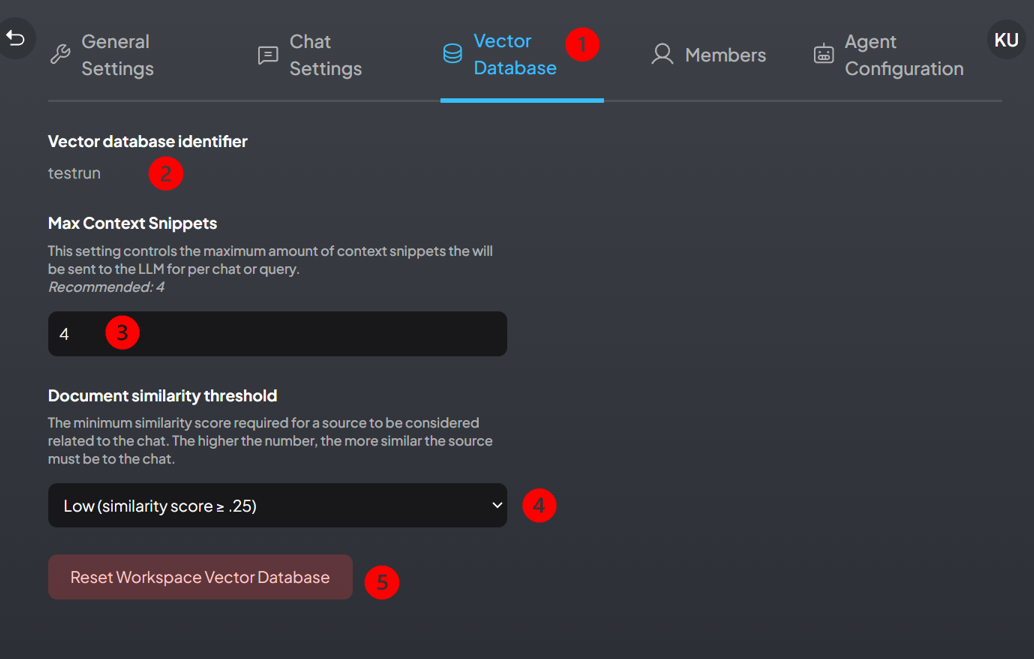 General
Settings
Chat
Settings
Vector
Database
1
Members
Agent
Configuration
KU
Vector database identifier
testrun
2
Max Context Snippets
This setting controls the maximum amount of context snippets the will
be sent to the LLM for per chat or query.
Recommended: 4
4
3
Document similarity threshold
The minimum similarity score required for a source to be considered
related to the chat. The higher the number, the more similar the source
must be to the chat.
Low (similarity score ≥ .25)
4
Reset Workspace Vector Database
5